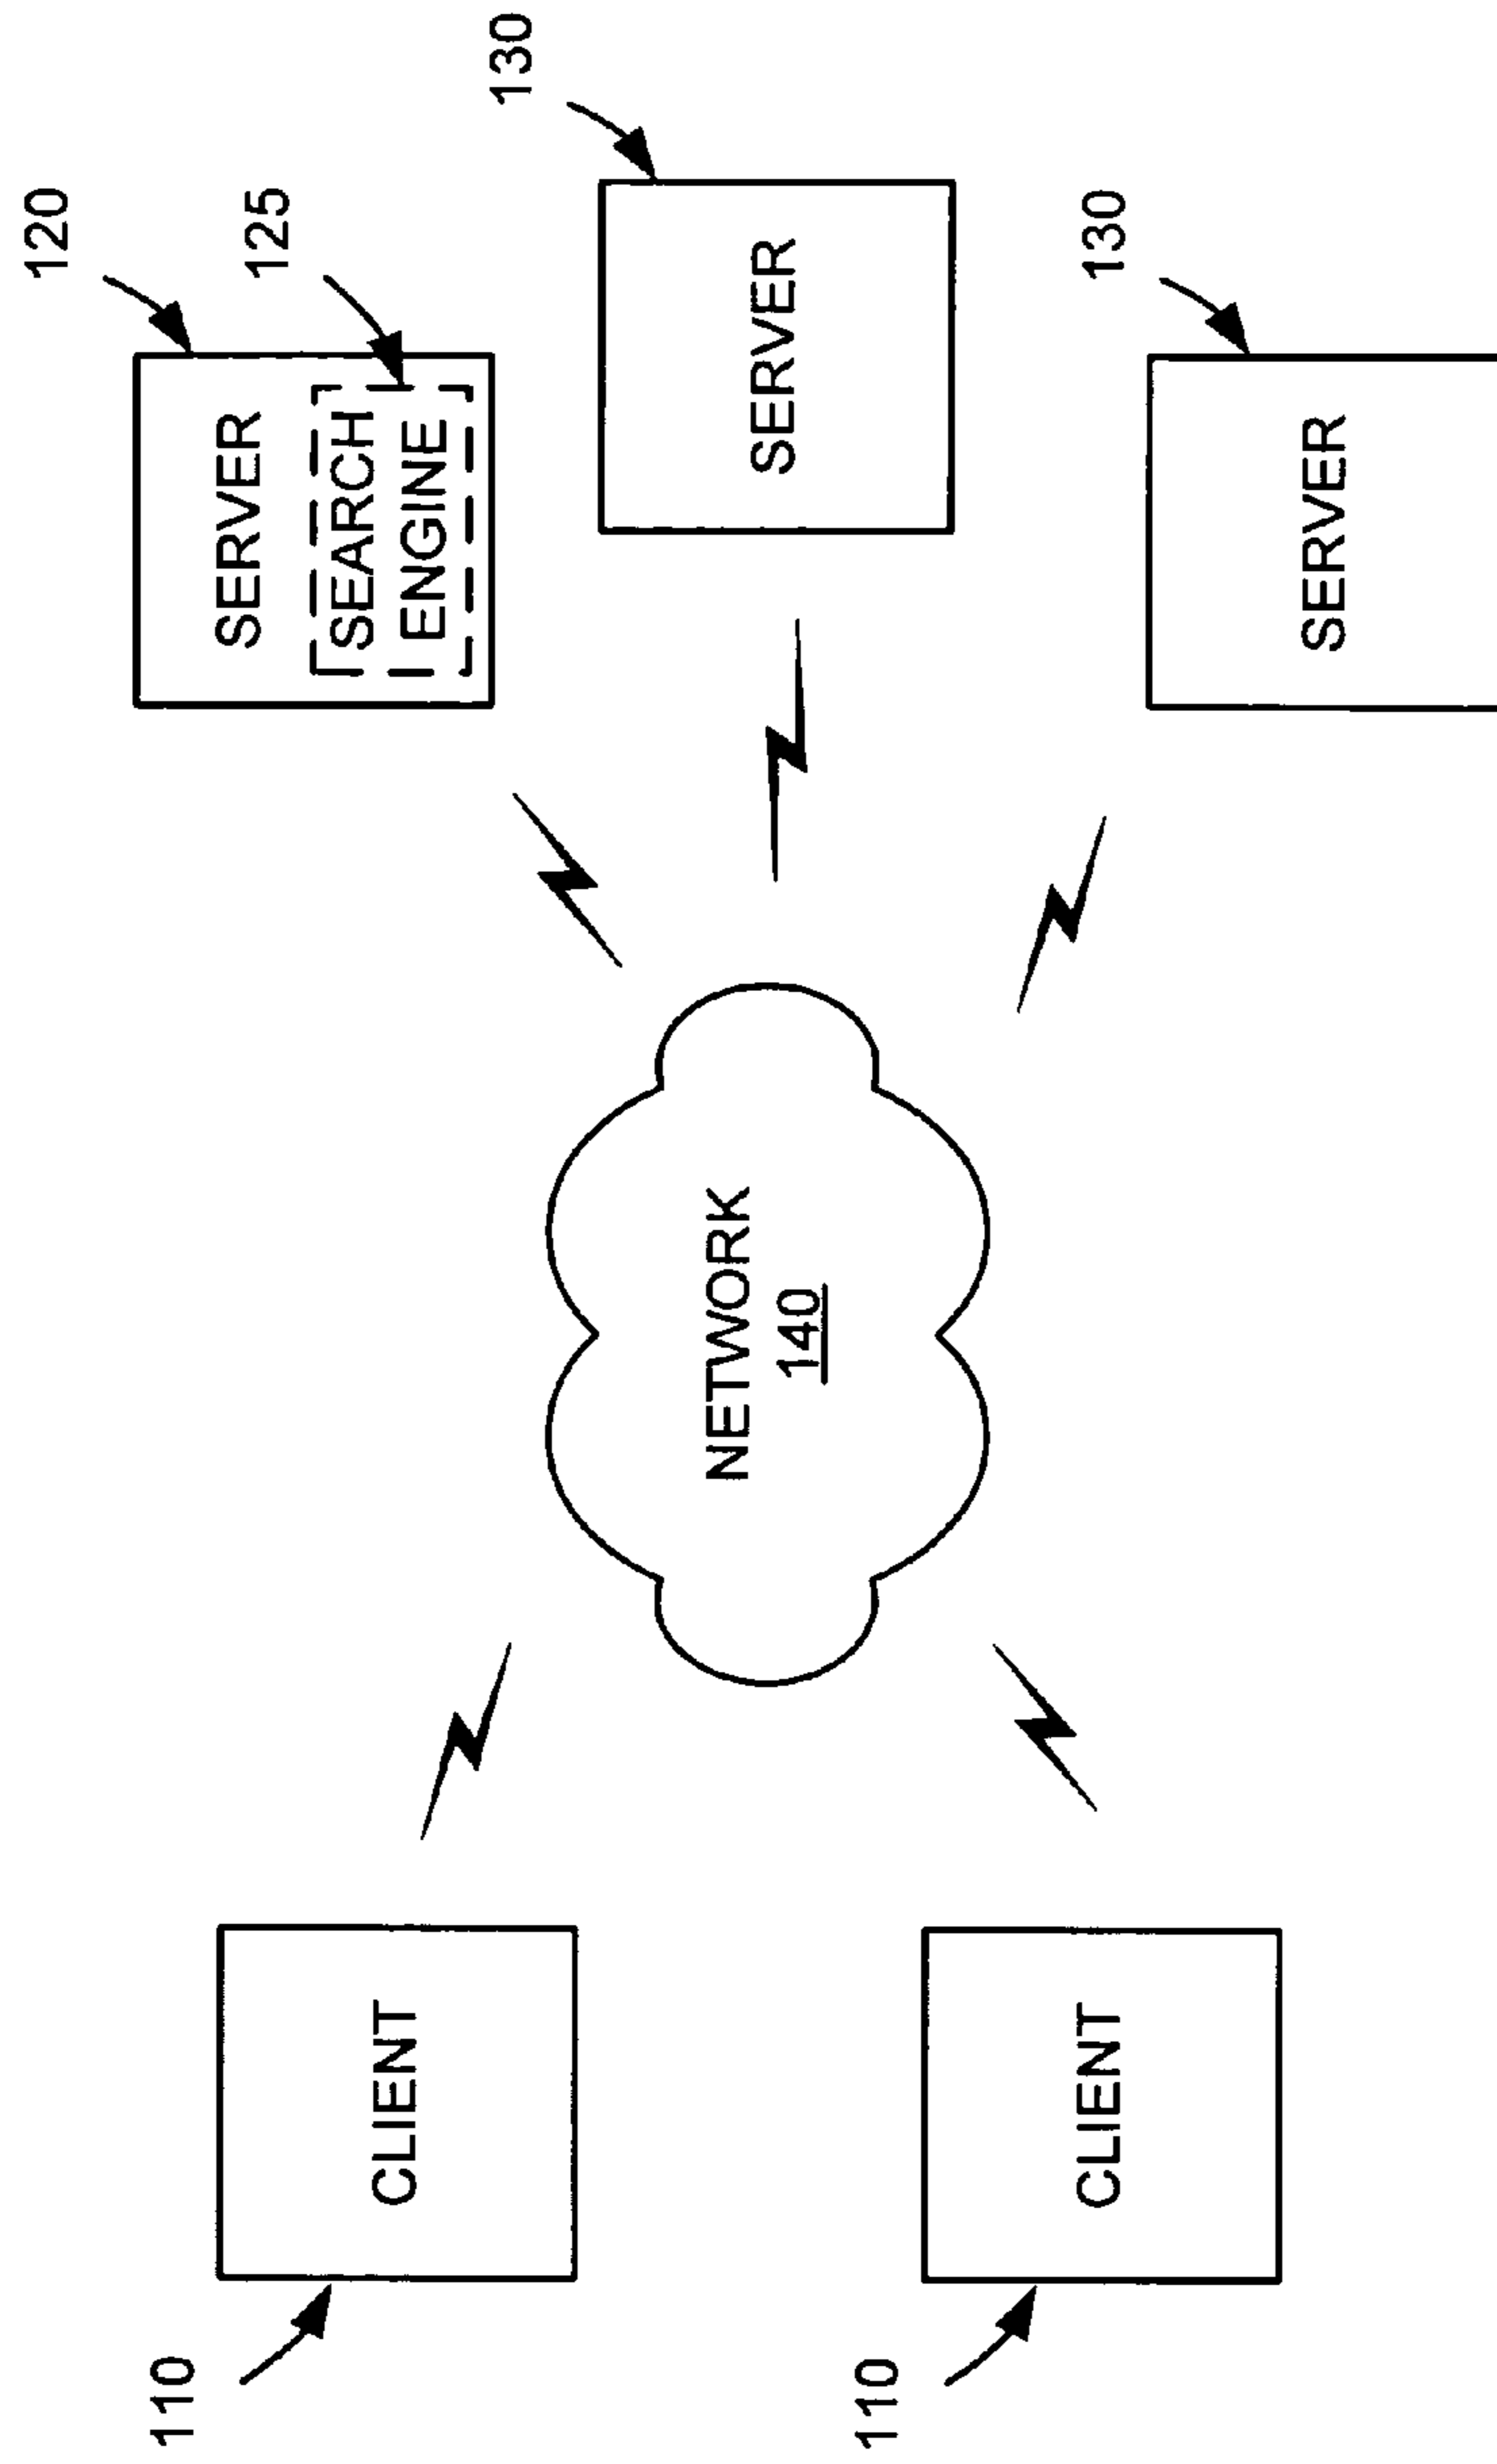 120
SERVER
125
SEARCH
ENGINE
110
CLIENT
130
NETWORK
140
SERVER
110
CLIENT
130
SERVER